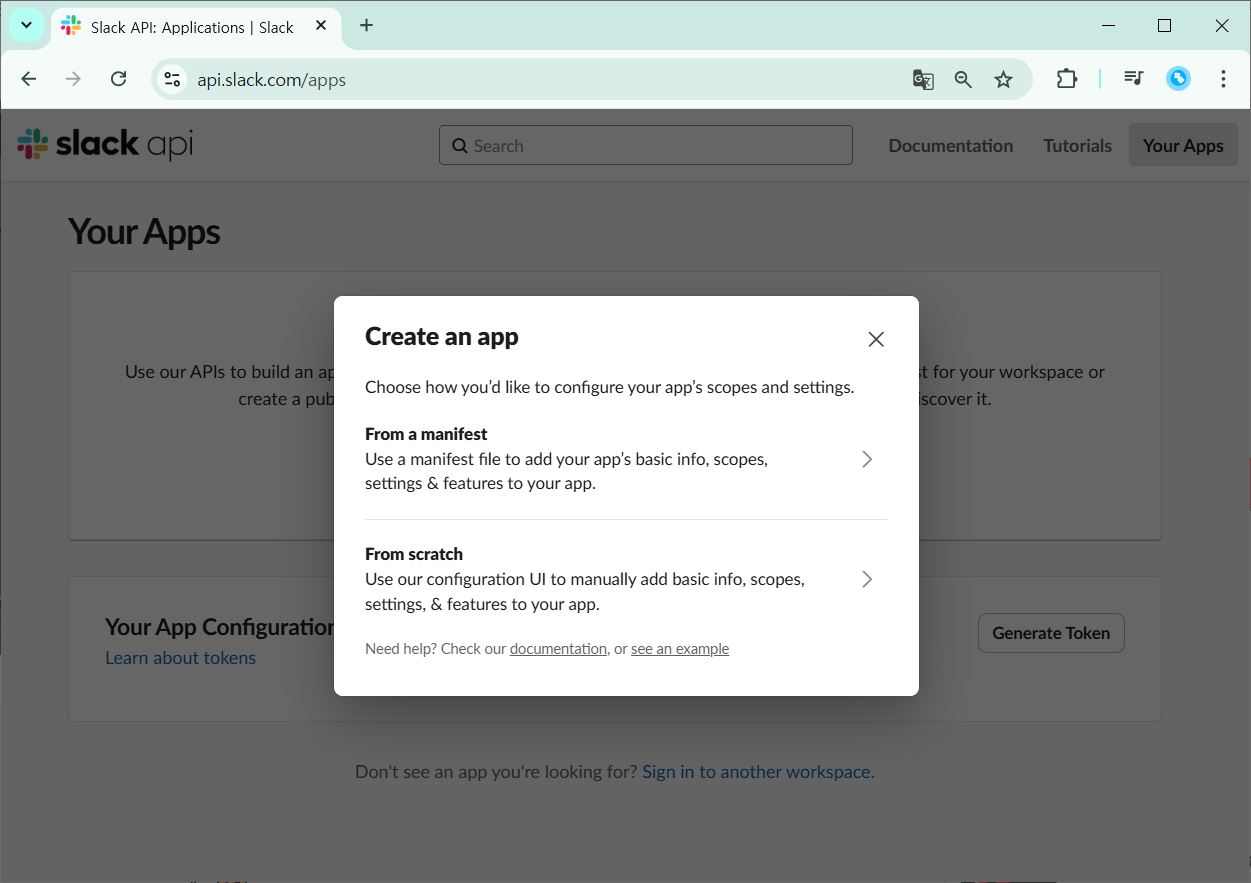 Slack API: Applications | Slack
api.slack.com/apps
slack api
Search
Documentation
Tutorials
Your Apps
Your Apps
Use our APIs to build an ap
st for your workspace or
create a pub
iscover it.
Create an app
Choose how you’d like to configure your app’s scopes and settings.
From a manifest
Use a manifest file to add your app’s basic info, scopes,
settings & features to your app.
From scratch
Use our configuration UI to manually add basic info, scopes,
settings, & features to your app.
Need help? Check our documentation, or see an example
Your App Configuration
Learn about tokens
Generate Token
Don't see an app you're looking for? Sign in to another workspace.